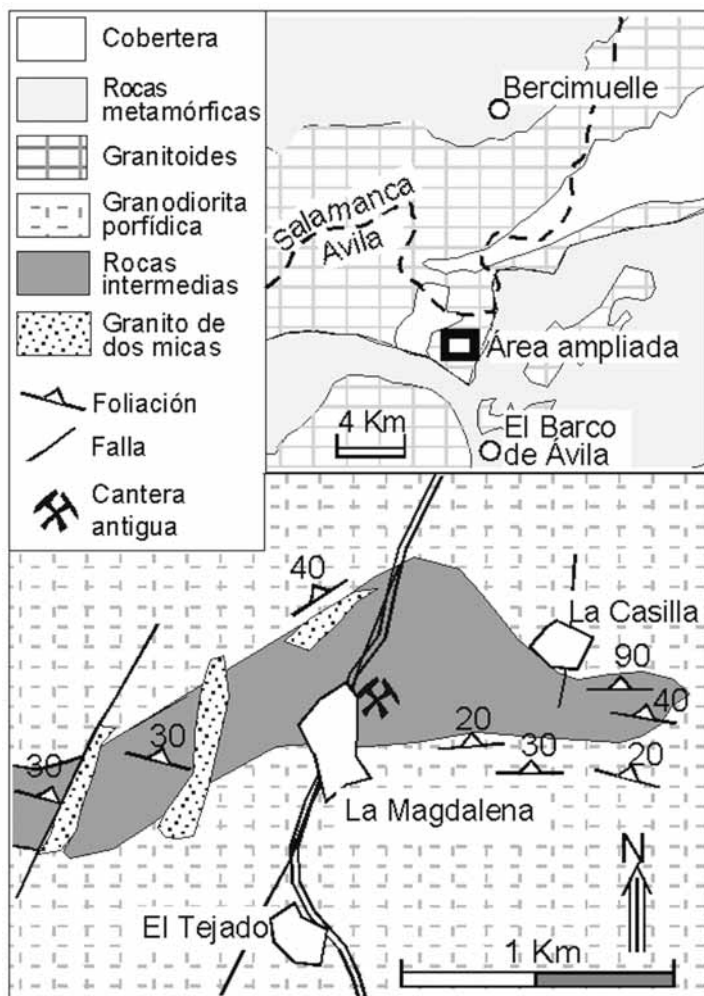 Cobertera
Rocas
metamórficas
Granitoides
Granodiorita
porfídica
Rocas
intermedias
Granito de
dos micas
Foliación
Falla
Cantera
antigua
Bercimuelle
Salamanca
Avila
Área ampliada
4 Km
El Barco
de Ávila
40
La Casilla
90
40
30
30
20
30
20
La Magdalena
N
El Tejado
1 Km